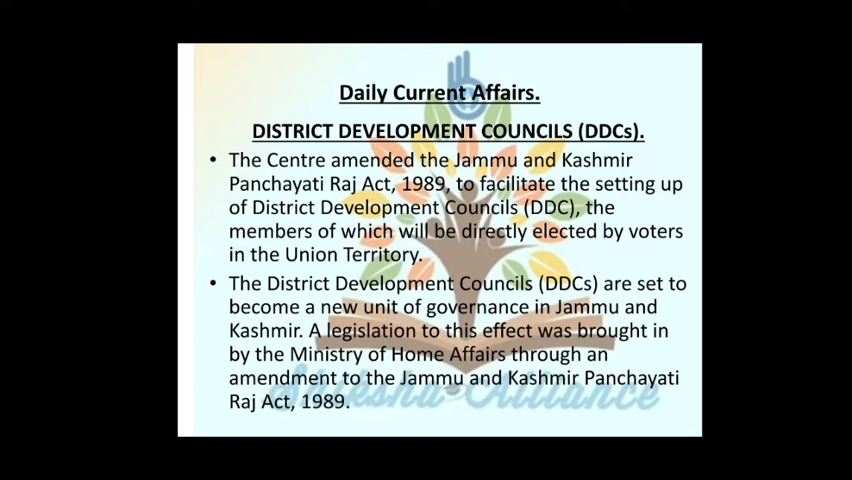 Daily Current Affairs.
DISTRICT DEVELOPMENT COUNCILS (DDCs).
• The Centre amended the Jammu and Kashmir
Panchayati Raj Act, 1989, to facilitate the setting up
of District Development Councils (DDC), the
members of which will be directly elected by voters
in the Union Territory.
• The District Development Councils (DDCs) are set to
become a new unit of governance in Jammu and
Kashmir. A legislation to this effect was brought in
by the Ministry of Home Affairs through an
amendment to the Jammu and Kashmir Panchayati
Raj Act, 1989.
Shiksha Alliance